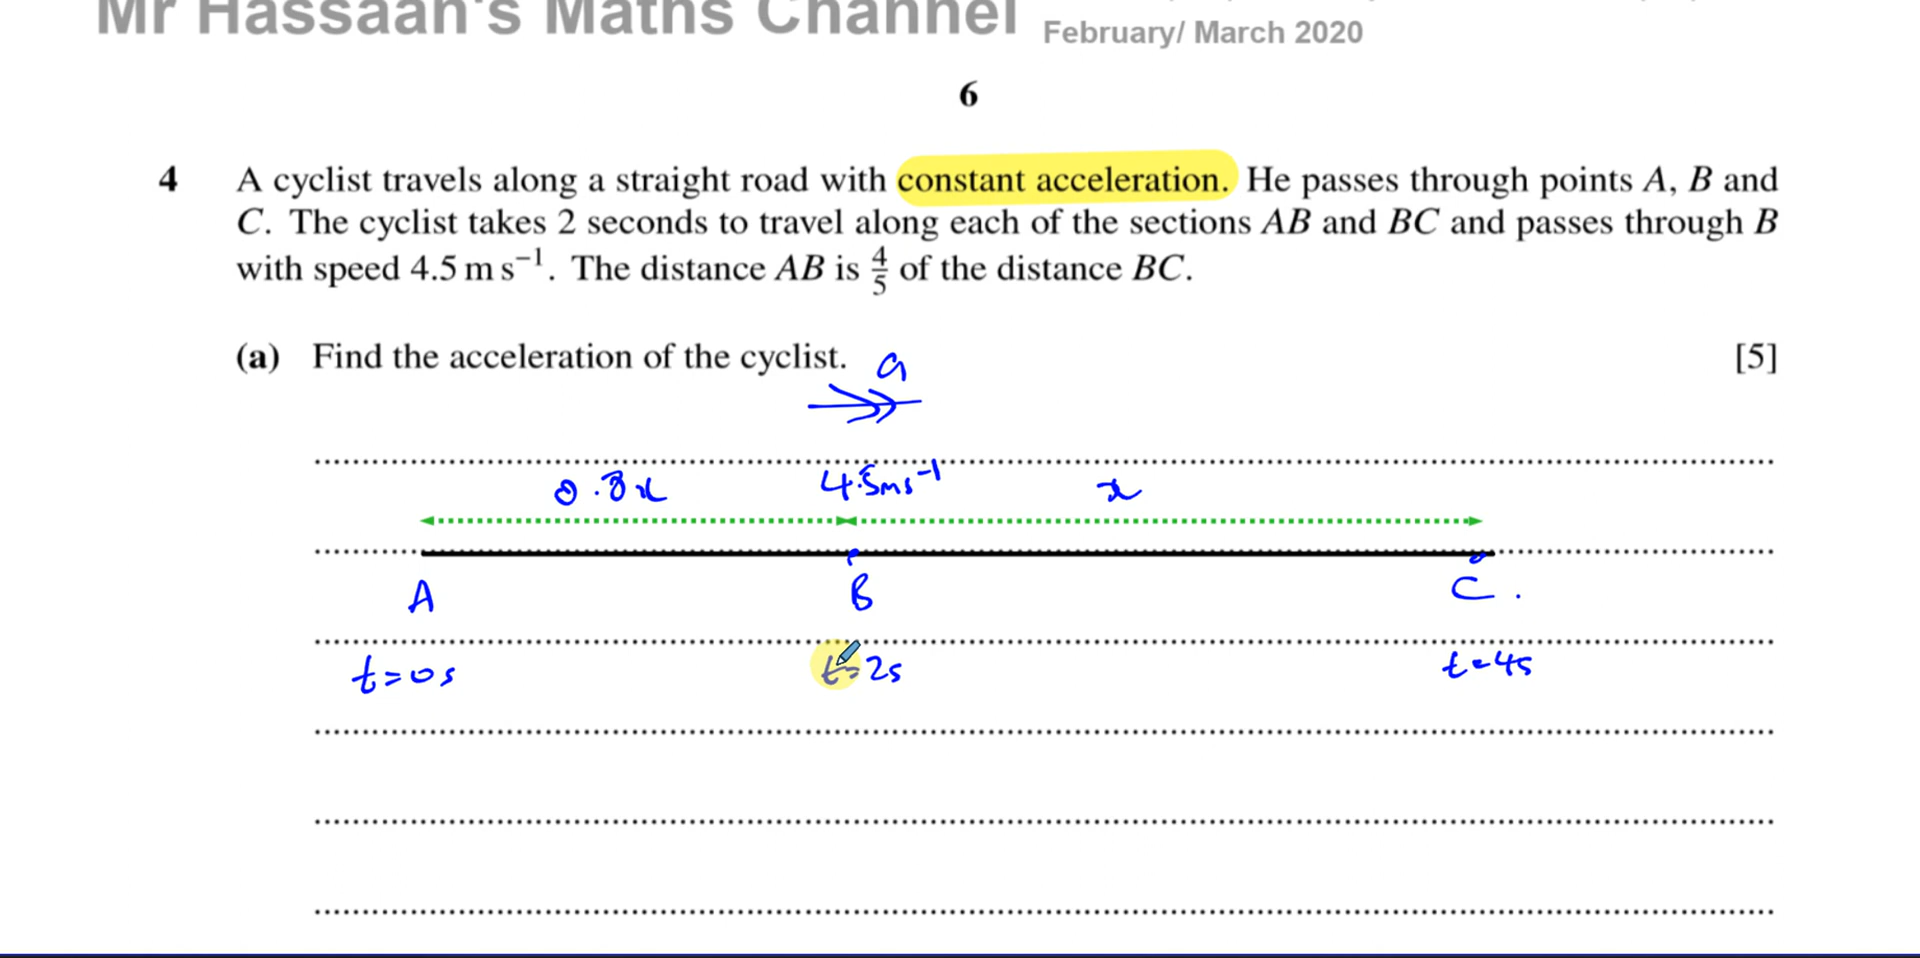 Mr Hassaan's Maths Channel February/ March 2020
6
4 A cyclist travels along a straight road with constant acceleration. He passes through points A, B and
C. The cyclist takes 2 seconds to travel along each of the sections AB and BC and passes through B
with speed 4.5 m s⁻¹. The distance AB is 4/5 of the distance BC.
(a) Find the acceleration of the cyclist. [5]
a
0.8x 4.5ms⁻¹ x
A B C.
t=0s t=2s t=4s